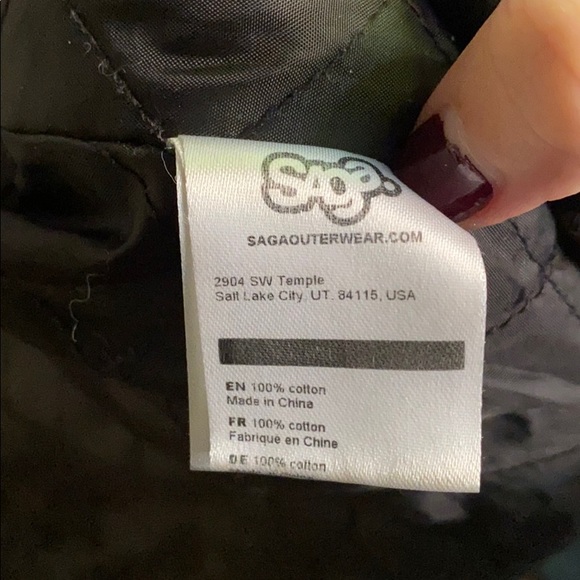 SAGA.
SAGAOUTERWEAR.COM
2904 SW Temple
Salt Lake City, UT. 84115, USA
EN 100% cotton
Made in China
FR 100% cotton
Fabriqué en Chine
DE 100% cotton